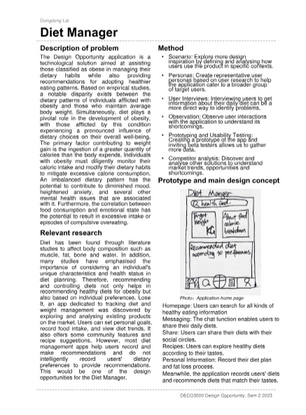 Dongdong Lai
Diet Manager
Description of problem
The Design Opportunity application is a
technological solution aimed at assisting
those classified as obese in managing their
dietary habits while also providing
recommendations for adopting healthier
eating patterns. Based on empirical studies,
a notable disparity exists between the
dietary patterns of individuals afflicted with
obesity and those who maintain average
body weight. Simultaneously, diet plays a
pivotal role in the development of obesity,
with those afflicted by this condition
experiencing a pronounced influence of
dietary choices on their overall well-being.
The primary factor contributing to weight
gain is the ingestion of a greater quantity of
calories than the body expends. Individuals
with obesity must diligently monitor their
caloric intake and modify their dietary habits
to mitigate excessive calorie consumption.
An imbalanced dietary pattern has the
potential to contribute to diminished mood,
heightened anxiety, and several other
mental health issues that are associated
with it. Furthermore, the correlation between
food consumption and emotional state has
the potential to result in excessive intake or
episodes of compulsive overeating.
Relevant research
Diet has been found through literature
studies to affect body composition such as
muscle, fat, bone and water. In addition,
many studies have emphasised the
importance of considering an individual's
unique characteristics and health status in
diet planning. Therefore, recommending
and controlling diets not only helps in
recommending healthy diets for obesity but
also based on individual preferences. Lose
It, an app dedicated to tracking diet and
weight management was discovered by
exploring and analysing existing products
on the market. Users can set personal goals,
record food intake, and view diet trends. It
also offers some community features and
recipe suggestions. However, most diet
management apps help users record and
make recommendations and do not
intelligently record users' dietary
preferences to provide recommendations.
This would be one of the design
opportunities for the Diet Manager.
Method
• Scenario: Explore more design
inspiration by defining and analysing how
users use the product in specific contexts.
• Personas: Create representative user
personas based on user research to help
the application cater to a broader group
of target users.
• User Interviews: Interviewing users to get
information about their daily diet can be a
more direct way to identify problems.
• Observation: Observe user interactions
with the application to understand its
shortcomings.
• Prototyping and Usability Testing:
Creating a prototype of the app and
inviting beta testers allows us to gather
more data.
• Competitor analysis: Discover and
analyse other solutions to understand
market trends, opportunities and
shortcomings.
Prototype and main design concept
Diet Manager
Photo: Application home page
Homepage: Users can search for all kinds of
healthy eating information
Messaging: The chat function enables users to
share their daily diets.
Share: Users can share their diets with their
social circles.
Recipes: Users can explore healthy diets
according to their tastes.
Personal Information: Record their diet plan
and fat loss process.
Meanwhile, the application records users' diets
and recommends diets that match their tastes.
DECO3500 Design Opportunity, Sem 2 2023